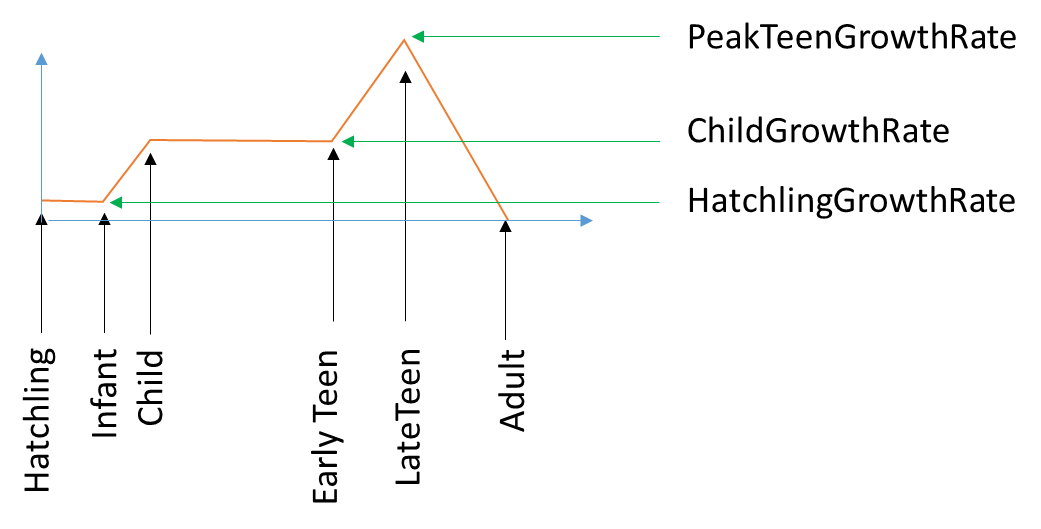 PeakTeenGrowthRate
ChildGrowthRate
HatchlingGrowthRate
Hatchling
Infant
Child
Early Teen
LateTeen
Adult